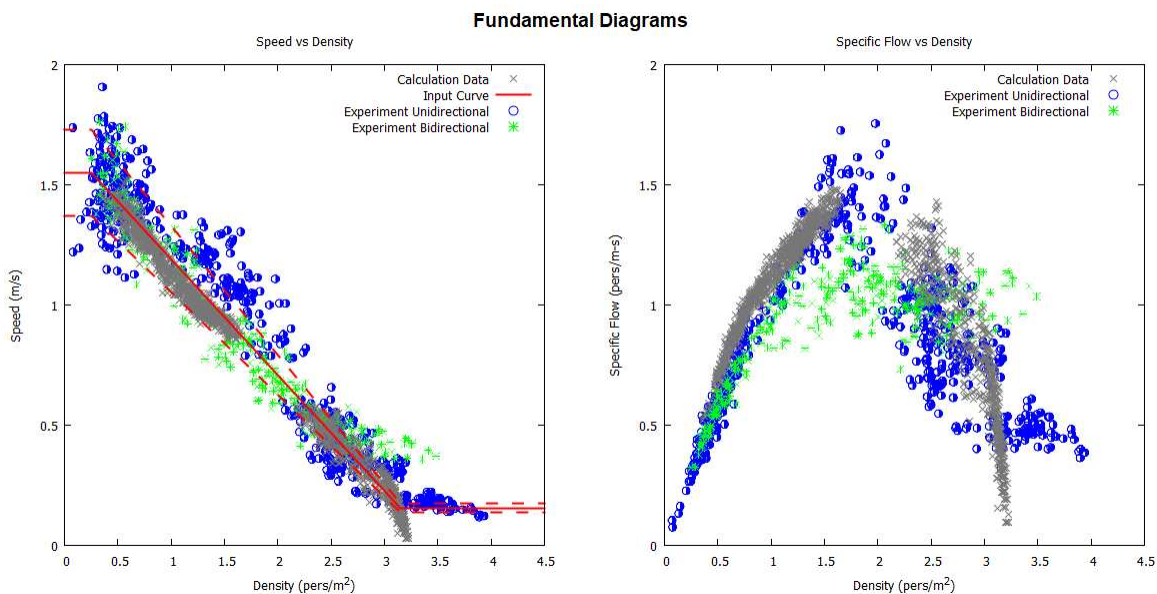 Fundamental Diagrams
Speed vs Density
Calculation Data
Input Curve
Experiment Unidirectional
Experiment Bidirectional
2
1.5
1
0.5
0
Speed (m/s)
0 0.5 1 1.5 2 2.5 3 3.5 4 4.5
Density (pers/m²)
Specific Flow vs Density
Calculation Data
Experiment Unidirectional
Experiment Bidirectional
2
1.5
1
0.5
0
Specific Flow (pers/m-s)
0 0.5 1 1.5 2 2.5 3 3.5 4 4.5
Density (pers/m²)